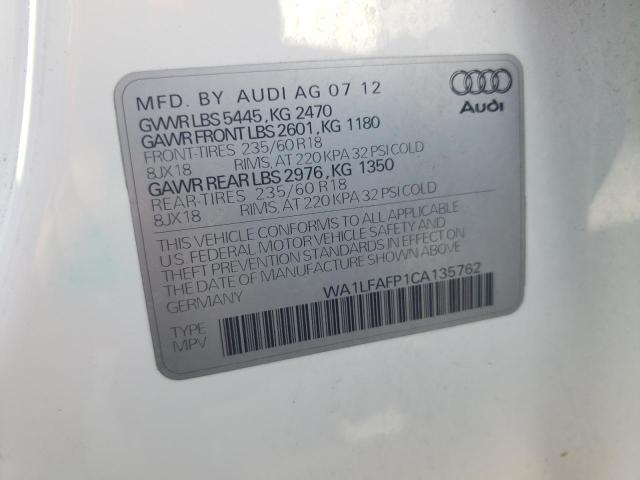 MFD. BY AUDI AG 07 12
GVWR LBS 5445, KG 2470
GAWR FRONT LBS 2601, KG 1180
FRONT-TIRES 235/60 R18
8JX18 RIMS, AT 220 KPA 32 PSI COLD
GAWR REAR LBS 2976, KG 1350
REAR-TIRES 235/60 R18
8JX18 RIMS, AT 220 KPA 32 PSI COLD
Audi
THIS VEHICLE CONFORMS TO ALL APPLICABLE
U.S. FEDERAL MOTOR VEHICLE SAFETY AND
THEFT PREVENTION STANDARDS IN EFFECT ON
THE DATE OF MANUFACTURE SHOWN ABOVE.
GERMANY WA1LFAFP1CA135762
TYPE
MPV